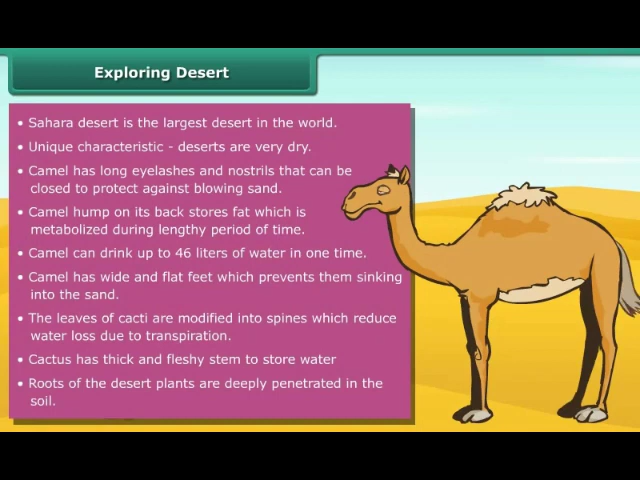 Exploring Desert
• Sahara desert is the largest desert in the world.
• Unique characteristic - deserts are very dry.
• Camel has long eyelashes and nostrils that can be
closed to protect against blowing sand.
• Camel hump on its back stores fat which is
metabolized during lengthy period of time.
• Camel can drink up to 46 liters of water in one time.
• Camel has wide and flat feet which prevents them sinking
into the sand.
• The leaves of cacti are modified into spines which reduce
water loss due to transpiration.
• Cactus has thick and fleshy stem to store water
• Roots of the desert plants are deeply penetrated in the
soil.